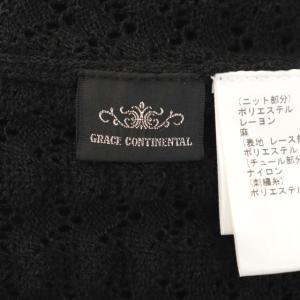 GRACE CONTINENTAL
(ニット部分)
ポリエステル
レーヨン
麻
(表地 レース部
ポリエステル
(チュール部分
ナイロン
(刺繍糸)
ポリエステル